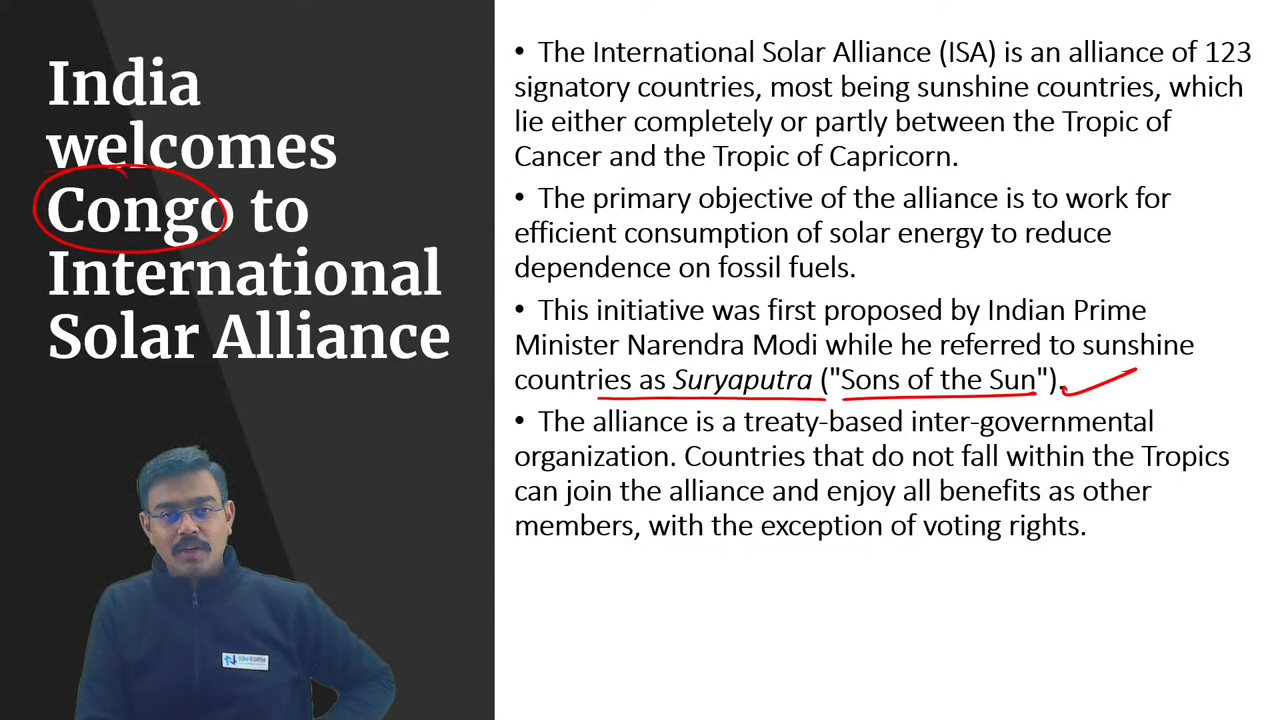 India
welcomes
Congo to
International
Solar Alliance
• The International Solar Alliance (ISA) is an alliance of 123
signatory countries, most being sunshine countries, which
lie either completely or partly between the Tropic of
Cancer and the Tropic of Capricorn.
• The primary objective of the alliance is to work for
efficient consumption of solar energy to reduce
dependence on fossil fuels.
• This initiative was first proposed by Indian Prime
Minister Narendra Modi while he referred to sunshine
countries as Suryaputra ("Sons of the Sun").
• The alliance is a treaty-based inter-governmental
organization. Countries that do not fall within the Tropics
can join the alliance and enjoy all benefits as other
members, with the exception of voting rights.